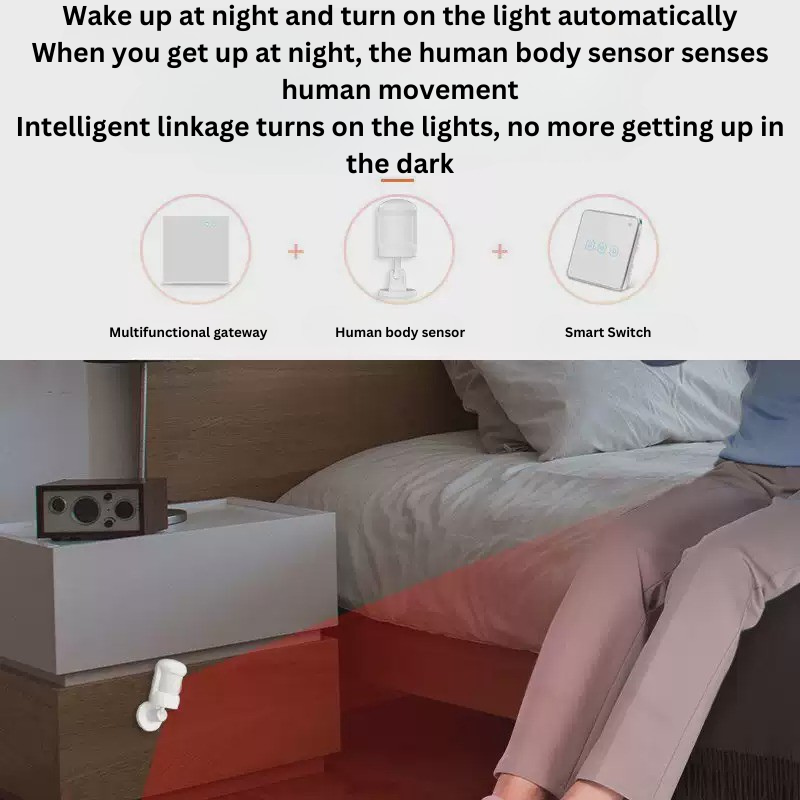 Wake up at night and turn on the light automatically
When you get up at night, the human body sensor senses
human movement
Intelligent linkage turns on the lights, no more getting up in
the dark
Multifunctional gateway
Human body sensor
Smart Switch